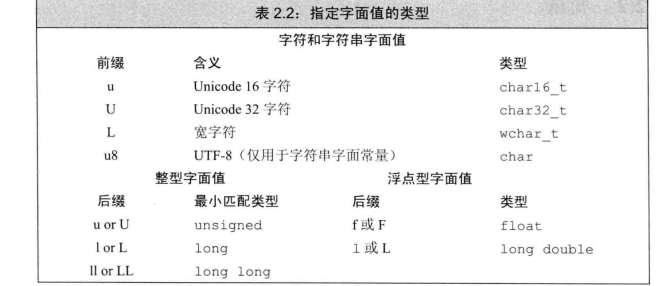 表 2.2：指定字面值的类型
字符和字符串字面值
前缀 含义 类型
u Unicode 16 字符 char16_t
U Unicode 32 字符 char32_t
L 宽字符 wchar_t
u8 UTF-8（仅用于字符串字面常量） char
整型字面值 浮点型字面值
后缀 最小匹配类型 后缀 类型
u or U unsigned f 或 F float
l or L long l 或 L long double
ll or LL long long